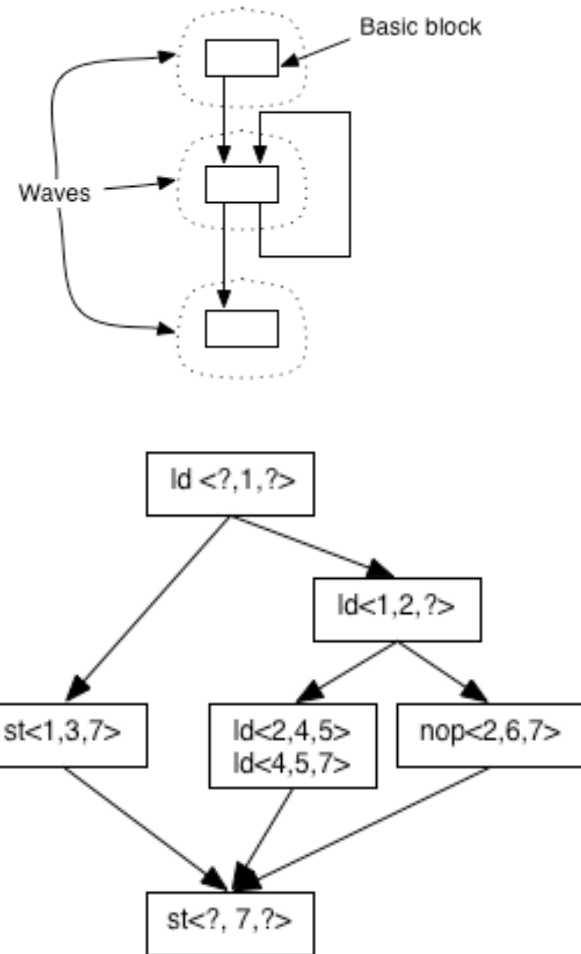 Basic block
Waves
ld <?,1,?>
ld<1,2,?>
st<1,3,7>
ld<2,4,5>
ld<4,5,7>
nop<2,6,7>
st<?, 7,?>